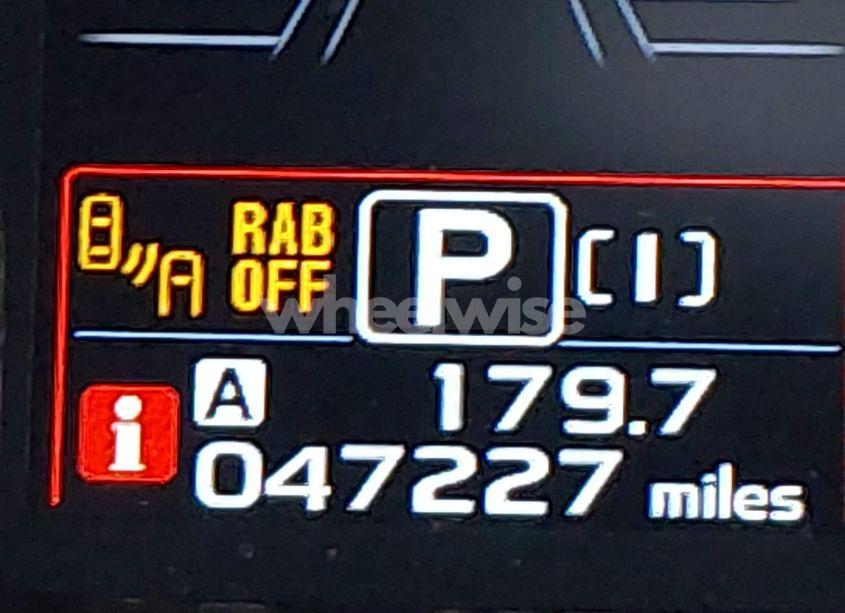 RAB
OFF
P
[ I ]
wheelwise
A 179.7
i 047227 miles